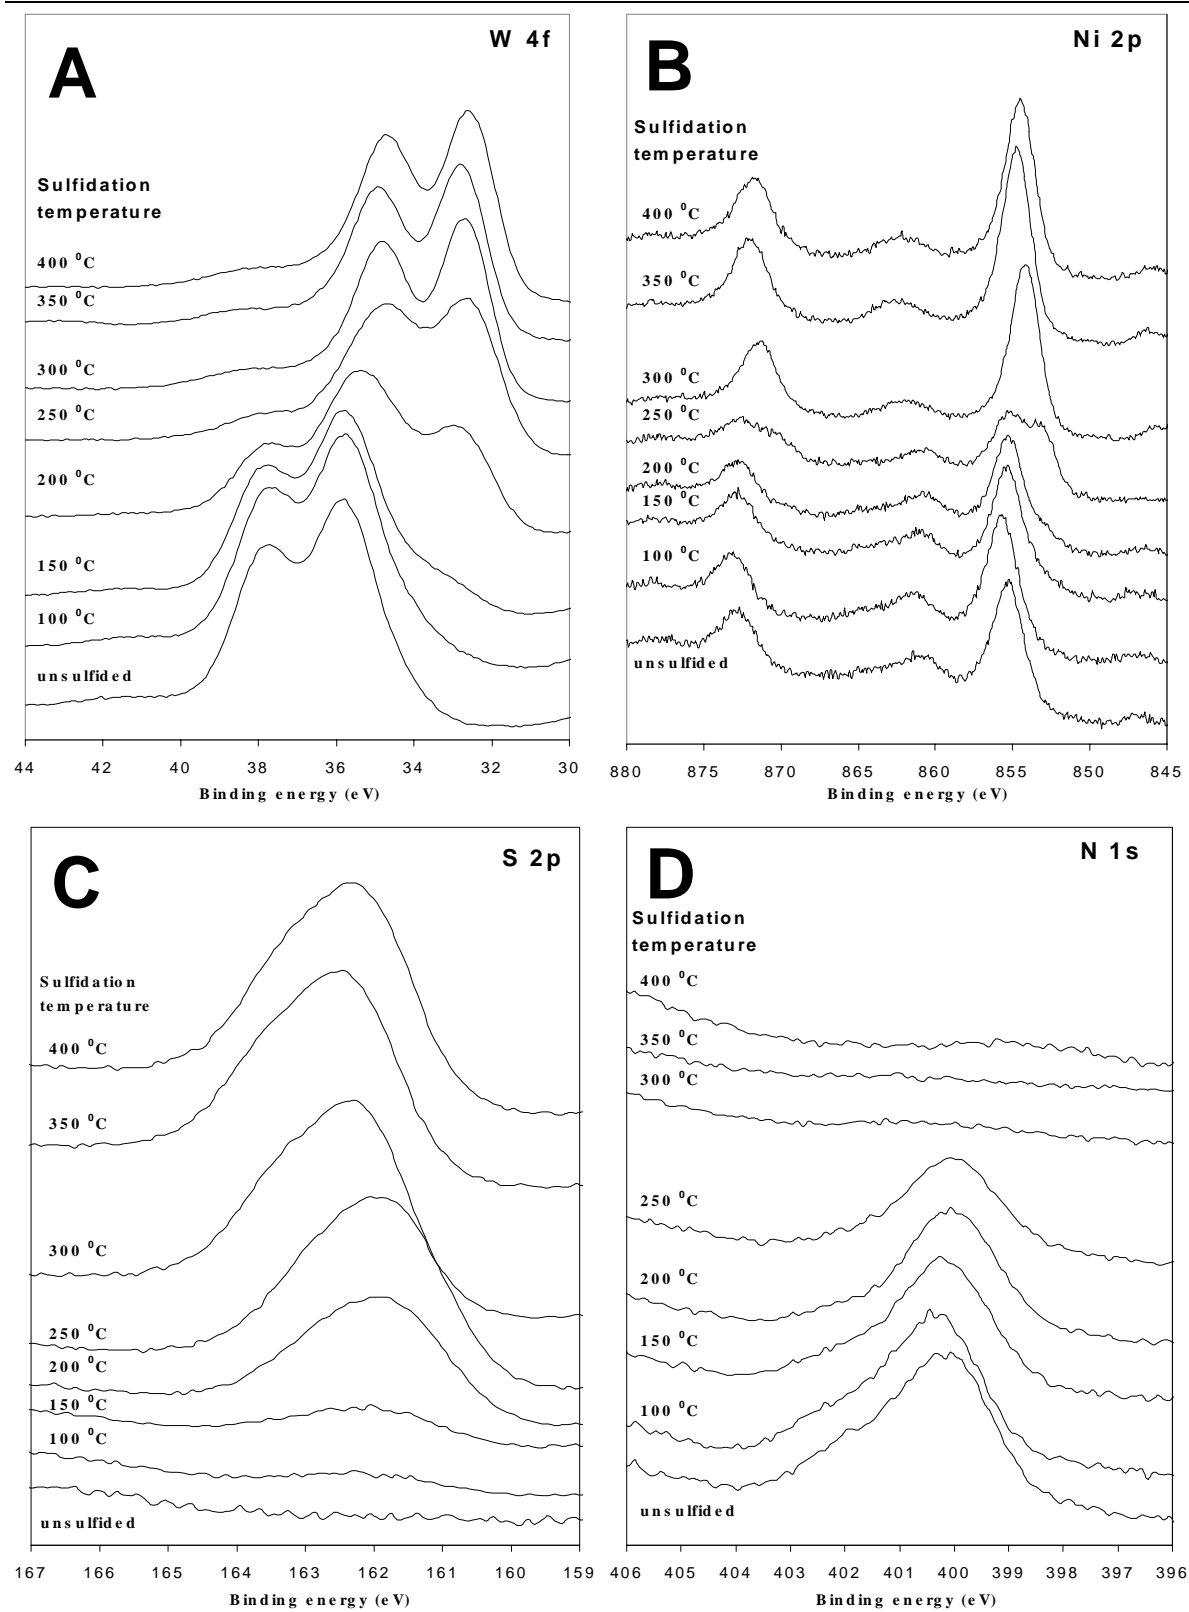 A
W 4f
Sulfidation
temperature
400 ⁰C
350 ⁰C
300 ⁰C
250 ⁰C
200 ⁰C
150 ⁰C
100 ⁰C
unsulfided
44 42 40 38 36 34 32 30
Binding energy (eV)
B
Ni 2p
Sulfidation
temperature
400 ⁰C
350 ⁰C
300 ⁰C
250 ⁰C
200 ⁰C
150 ⁰C
100 ⁰C
unsulfided
880 875 870 865 860 855 850 845
Binding energy (eV)
C
S 2p
Sulfidation
temperature
400 ⁰C
350 ⁰C
300 ⁰C
250 ⁰C
200 ⁰C
150 ⁰C
100 ⁰C
unsulfided
167 166 165 164 163 162 161 160 159
Binding energy (eV)
D
N 1s
Sulfidation
temperature
400 ⁰C
350 ⁰C
300 ⁰C
250 ⁰C
200 ⁰C
150 ⁰C
100 ⁰C
unsulfided
406 405 404 403 402 401 400 399 398 397 396
Binding energy (eV)